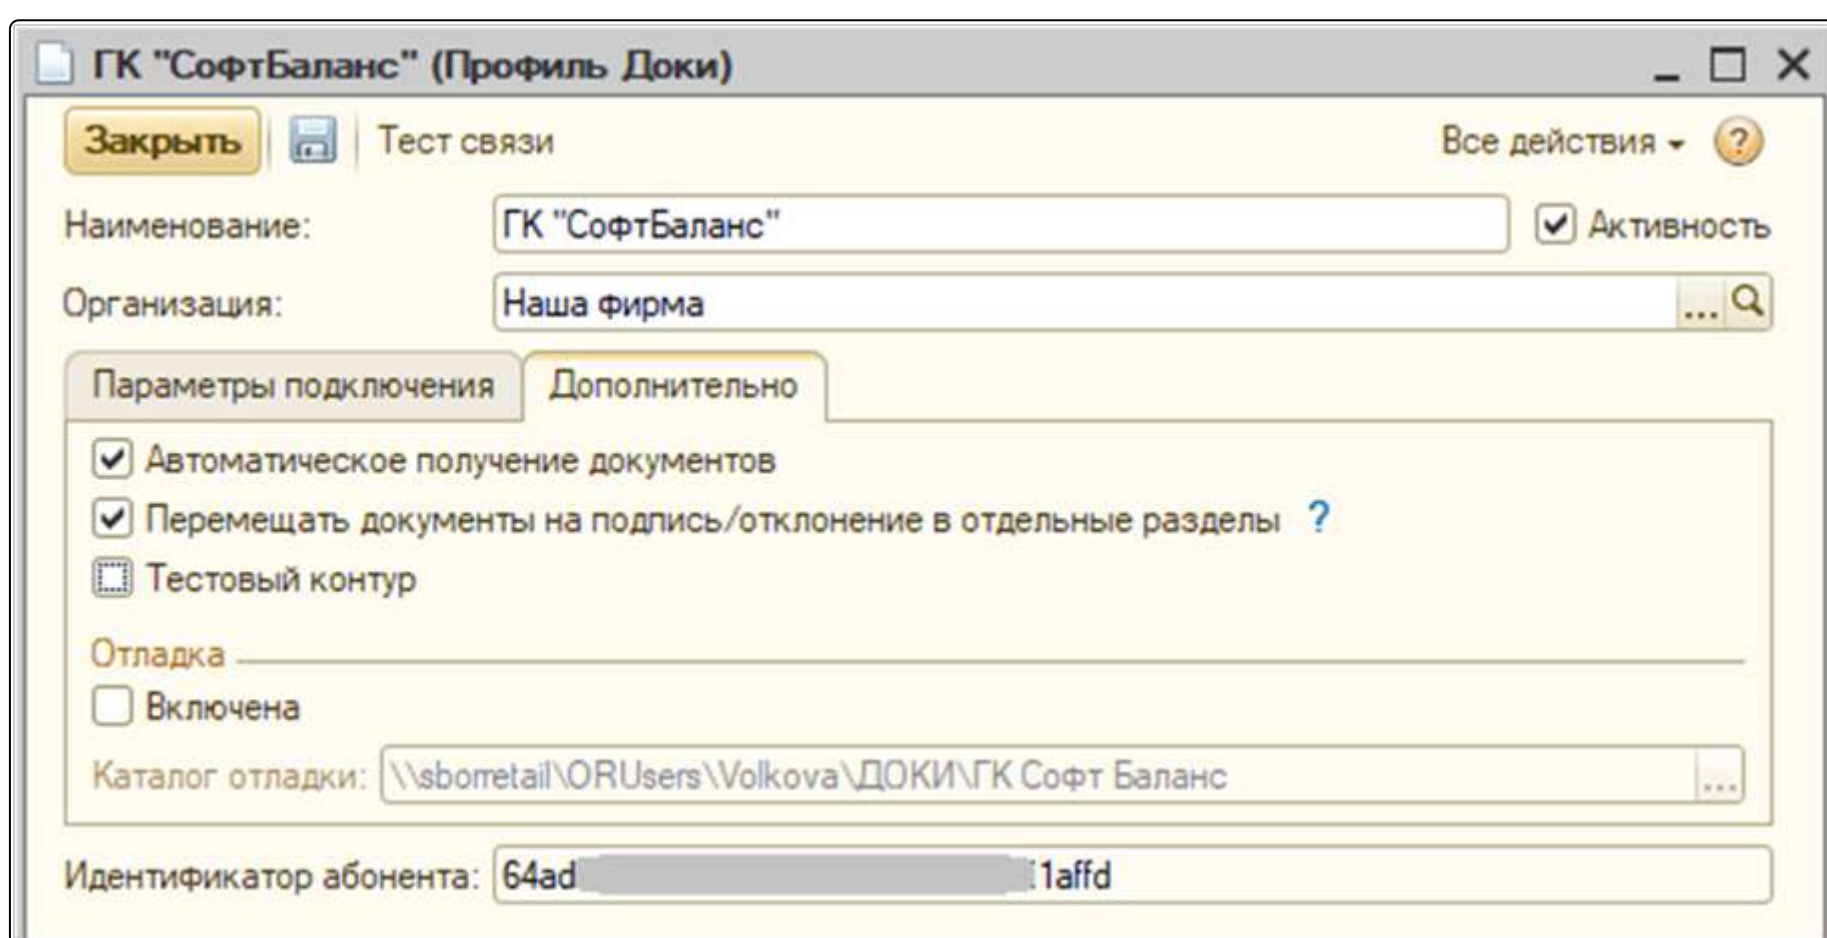 ГК "СофтБаланс" (Профиль Доки)
Закрыть Тест связи Все действия ?
Наименование: ГК "СофтБаланс" Активность
Организация: Наша фирма ...
Параметры подключения Дополнительно
Автоматическое получение документов
Перемещать документы на подпись/отклонение в отдельные разделы ?
Тестовый контур
Отладка
Включена
Каталог отладки: \\sborretail\ORUsers\Volkova\ДОКИ\ГК Софт Баланс ...
Идентификатор абонента: 64ad 1affd